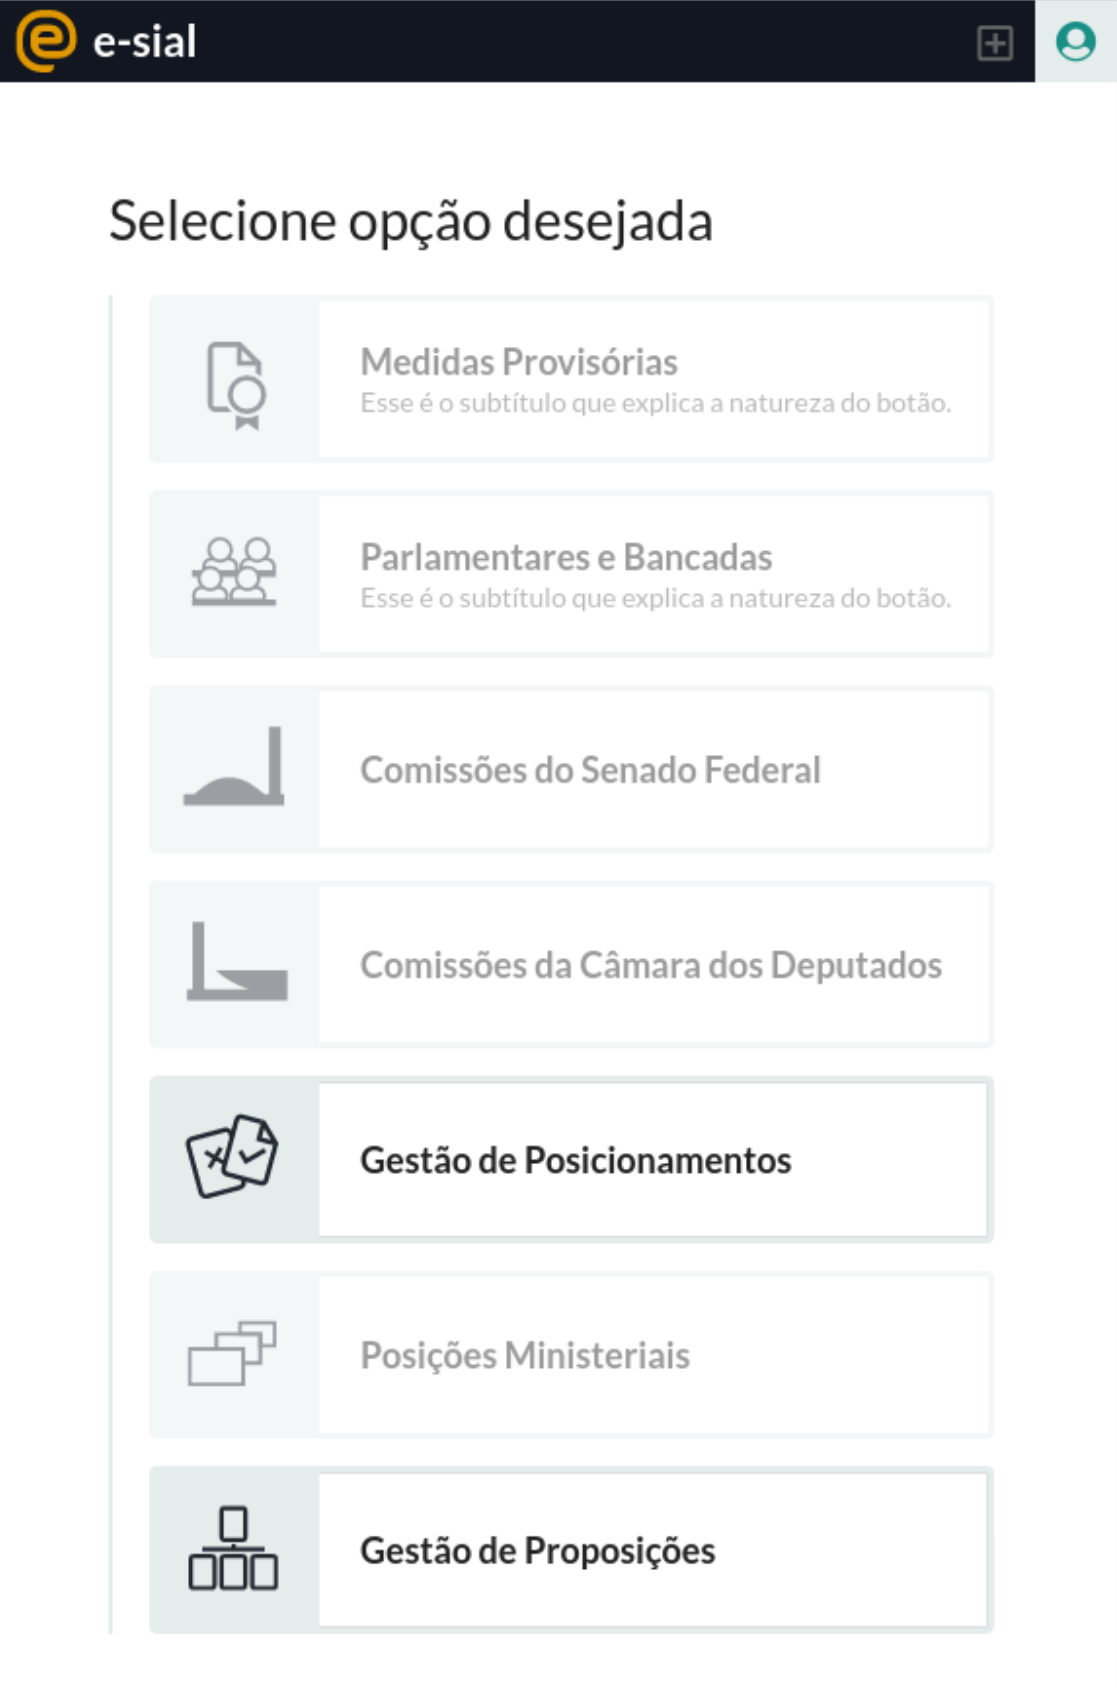 e-sial
Selecione opção desejada
Medidas Provisórias
Esse é o subtítulo que explica a natureza do botão.
Parlamentares e Bancadas
Esse é o subtítulo que explica a natureza do botão.
Comissões do Senado Federal
Comissões da Câmara dos Deputados
Gestão de Posicionamentos
Posições Ministeriais
Gestão de Proposições